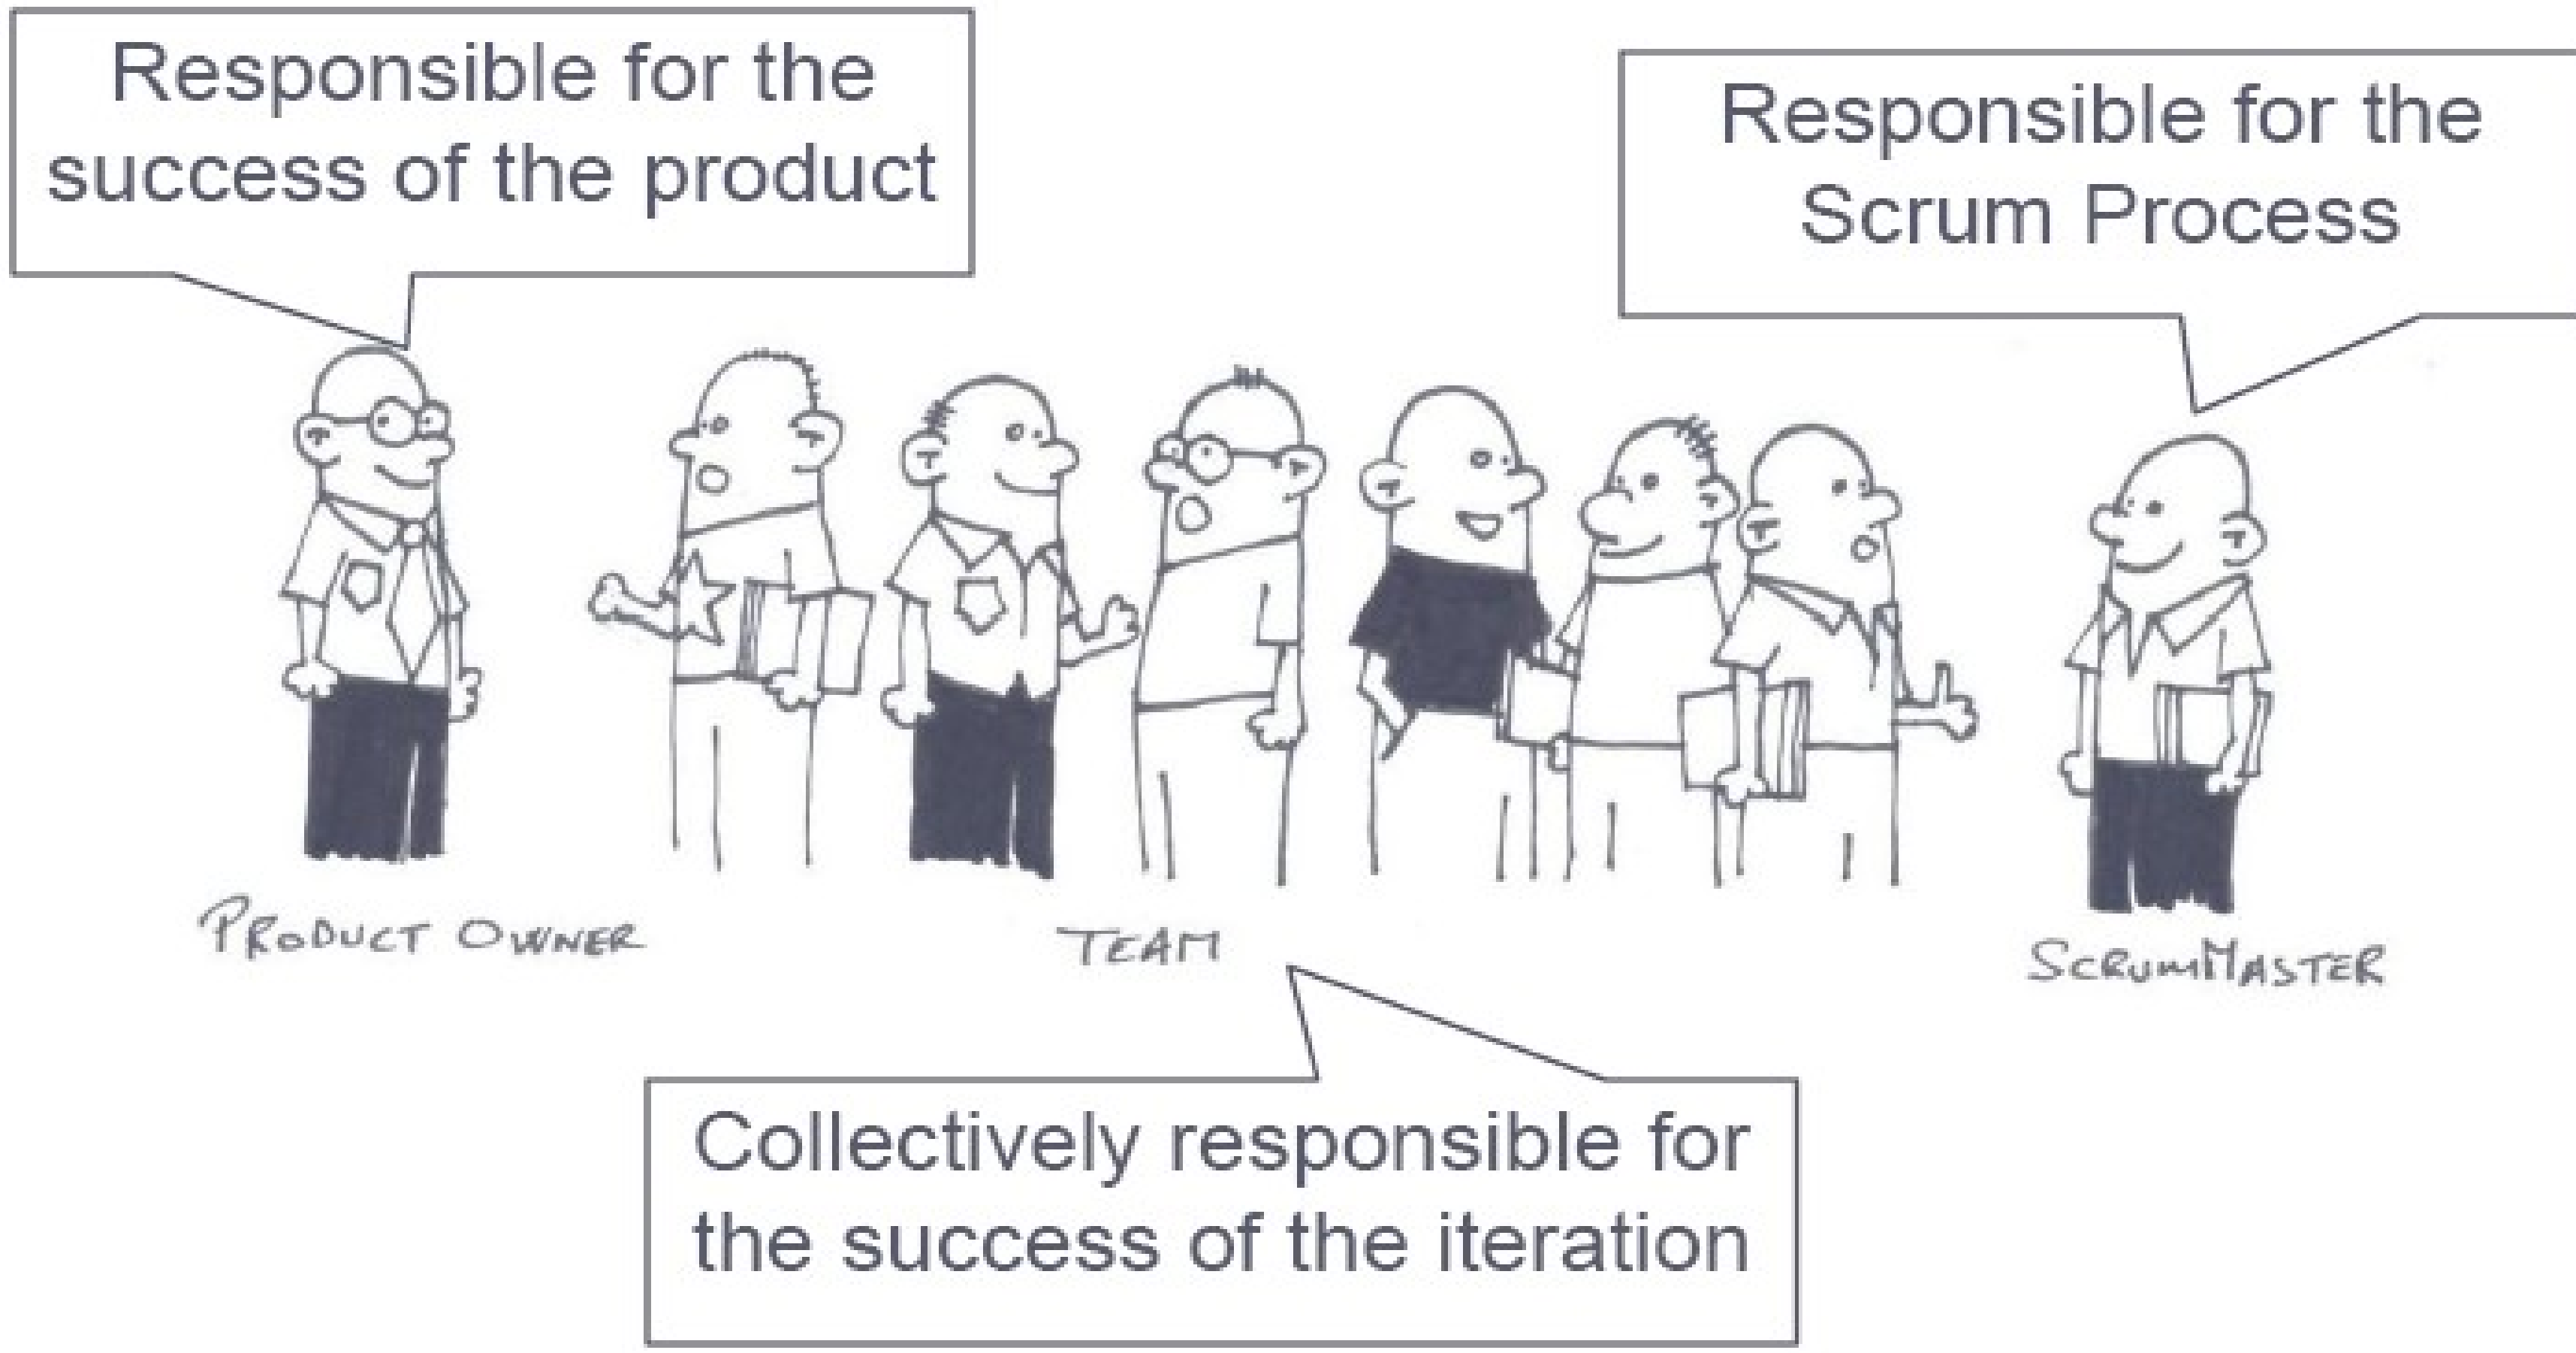 Responsible for the
success of the product
Responsible for the
Scrum Process
PRODUCT OWNER
TEAM
SCRUMMASTER
Collectively responsible for
the success of the iteration